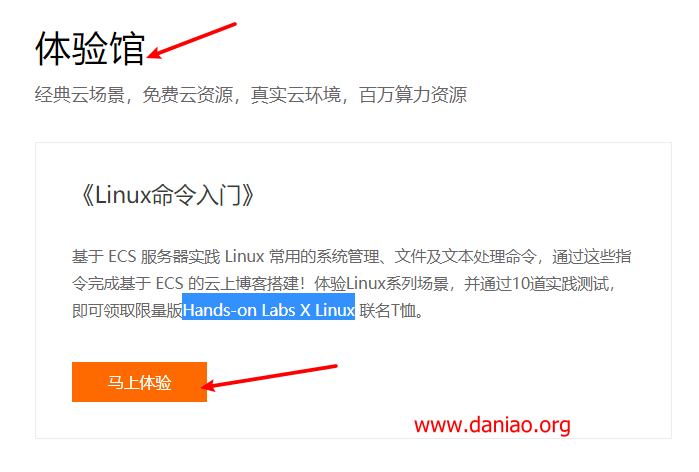 体验馆
经典云场景，免费云资源，真实云环境，百万算力资源
《Linux命令入门》
基于 ECS 服务器实践 Linux 常用的系统管理、文件及文本处理命令，通过这些指
令完成基于 ECS 的云上博客搭建！体验Linux系列场景，并通过10道实践测试，
即可领取限量版Hands-on Labs X Linux 联名T恤。
马上体验
www.daniao.org